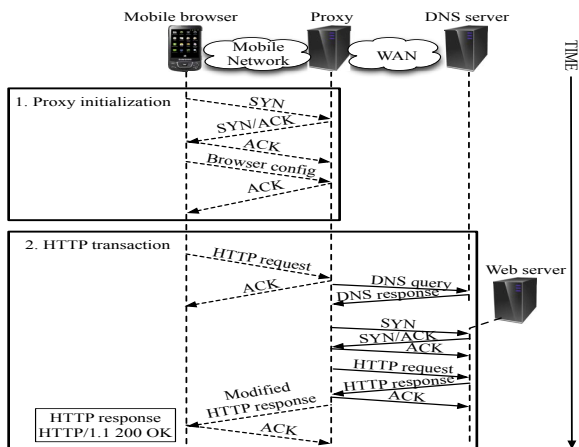 Mobile browser
Proxy
DNS server
Mobile
Network
WAN
TIME
1. Proxy initialization
SYN
SYN/ACK
ACK
Browser config
ACK
2. HTTP transaction
HTTP request
ACK
DNS query
DNS response
Web server
SYN
SYN/ACK
ACK
HTTP request
HTTP response
ACK
Modified
HTTP response
ACK
HTTP response
HTTP/1.1 200 OK